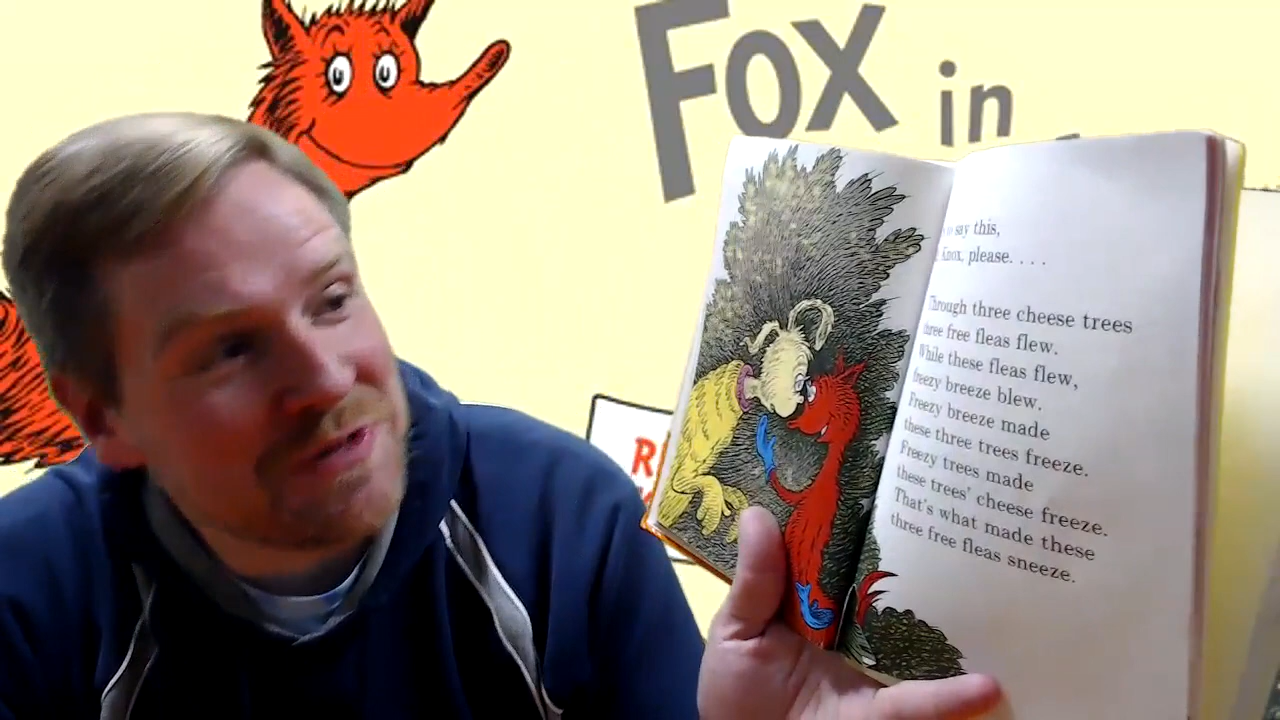 FOX in
say this,
Knox, please. . . .
Through three cheese trees
three free fleas flew.
While these fleas flew,
freezy breeze blew.
Freezy breeze made
these three trees freeze.
Freezy trees made
these trees' cheese freeze.
That's what made these
three free fleas sneeze.